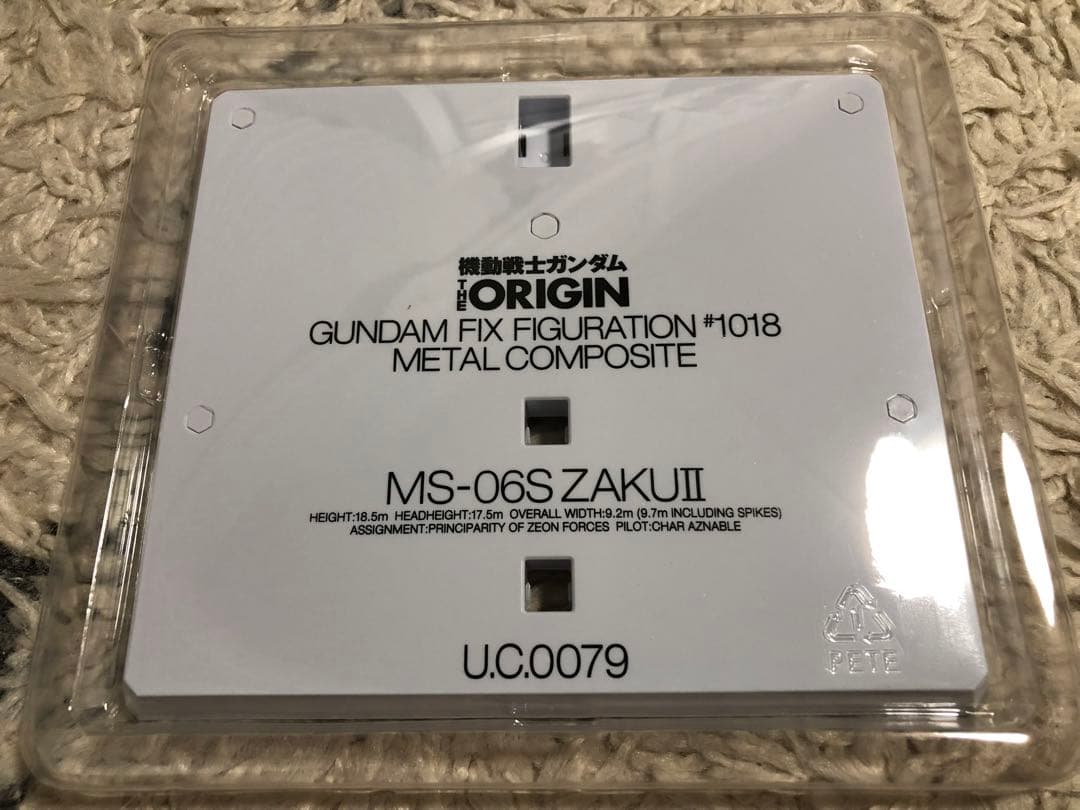 機動戦士ガンダム
THE ORIGIN
GUNDAM FIX FIGURATION #1018
METAL COMPOSITE
MS-06S ZAKUII
HEIGHT:18.5m HEADHEIGHT:17.5m OVERALL WIDTH:9.2m (9.7m INCLUDING SPIKES)
ASSIGNMENT:PRINCIPARITY OF ZEON FORCES PILOT:CHAR AZNABLE
U.C.0079
1
PETE